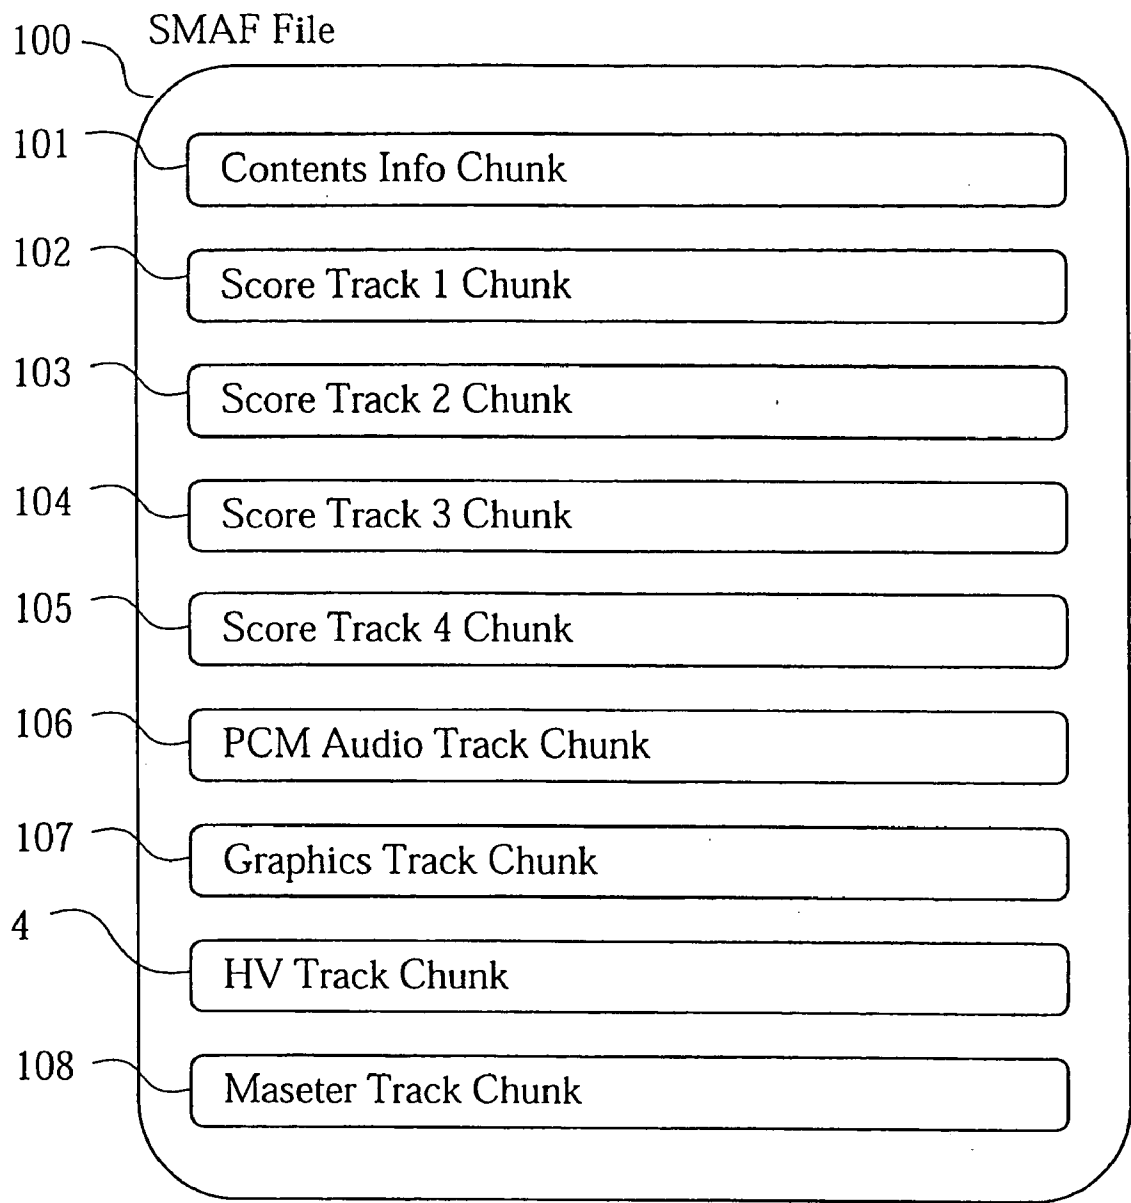 SMAF File
100
101
Contents Info Chunk
102
Score Track 1 Chunk
103
Score Track 2 Chunk
104
Score Track 3 Chunk
105
Score Track 4 Chunk
106
PCM Audio Track Chunk
107
Graphics Track Chunk
4
HV Track Chunk
108
Maseter Track Chunk